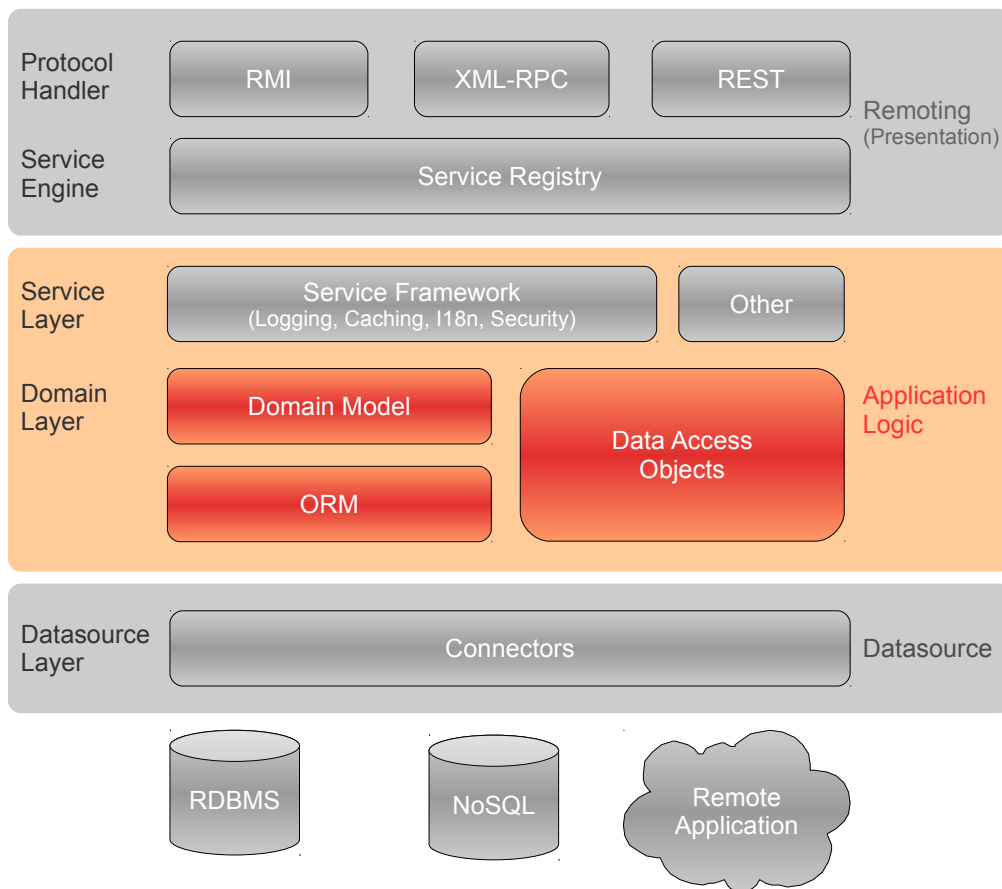 Protocol
Handler
RMI
XML-RPC
REST
Remoting
(Presentation)
Service
Engine
Service Registry
Service
Layer
Service Framework
(Logging, Caching, I18n, Security)
Other
Domain
Layer
Domain Model
Data Access
Objects
Application
Logic
ORM
Datasource
Layer
Connectors
Datasource
RDBMS
NoSQL
Remote
Application